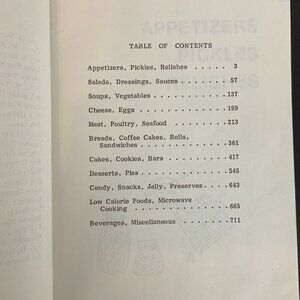 APPETIZERS
PICKLES
TABLE OF CONTENTS
Appetizers, Pickles, Relishes . . . . . . 3
Salads, Dressings, Sauces . . . . . . . 57
Soups, Vegetables . . . . . . . . . . 137
Cheese, Eggs . . . . . . . . . . . . 199
Meat, Poultry, Seafood . . . . . . . . 213
Breads, Coffee Cakes, Rolls,
Sandwiches . . . . . . . . . . . . 361
Cakes, Cookies, Bars . . . . . . . . . 417
Desserts, Pies . . . . . . . . . . . . 545
Candy, Snacks, Jelly, Preserves . . . . . 643
Low Calorie Foods, Microwave
Cooking . . . . . . . . . . . . . 665
Beverages, Miscellaneous . . . . . . . 711